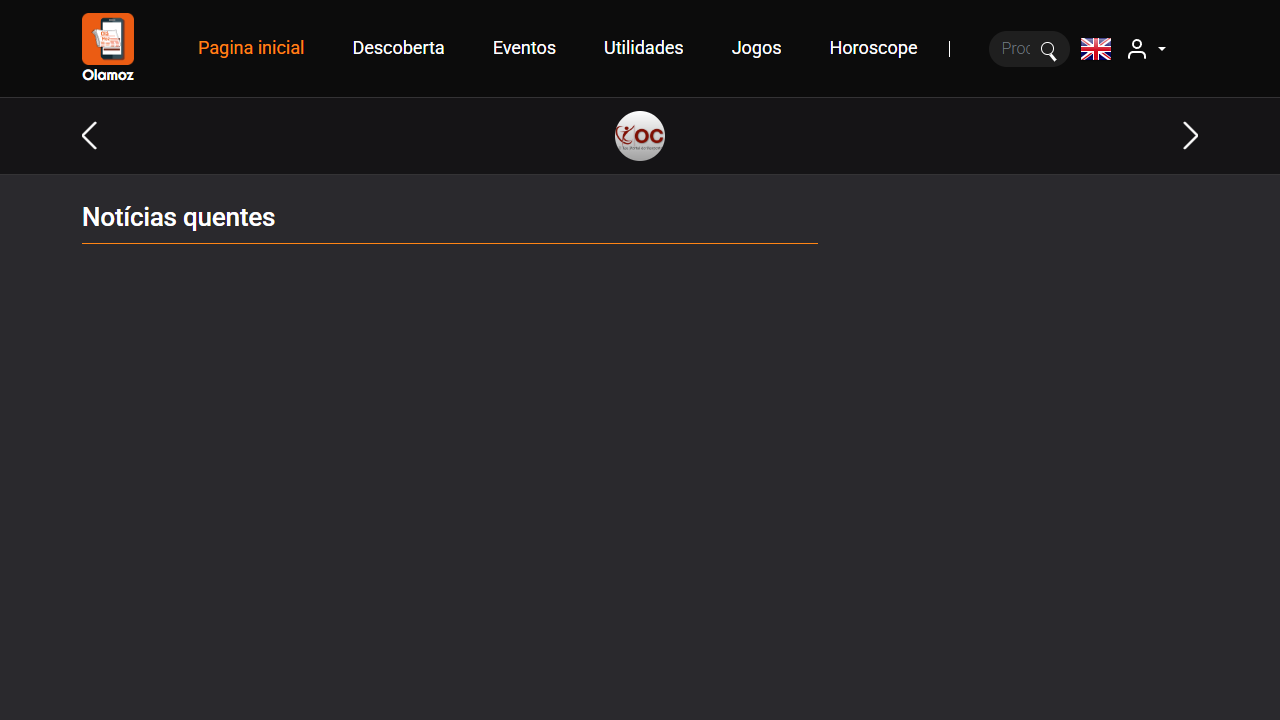 Olamoz
Pagina inicial
Descoberta
Eventos
Utilidades
Jogos
Horoscope
Proc
OC
Notícias quentes